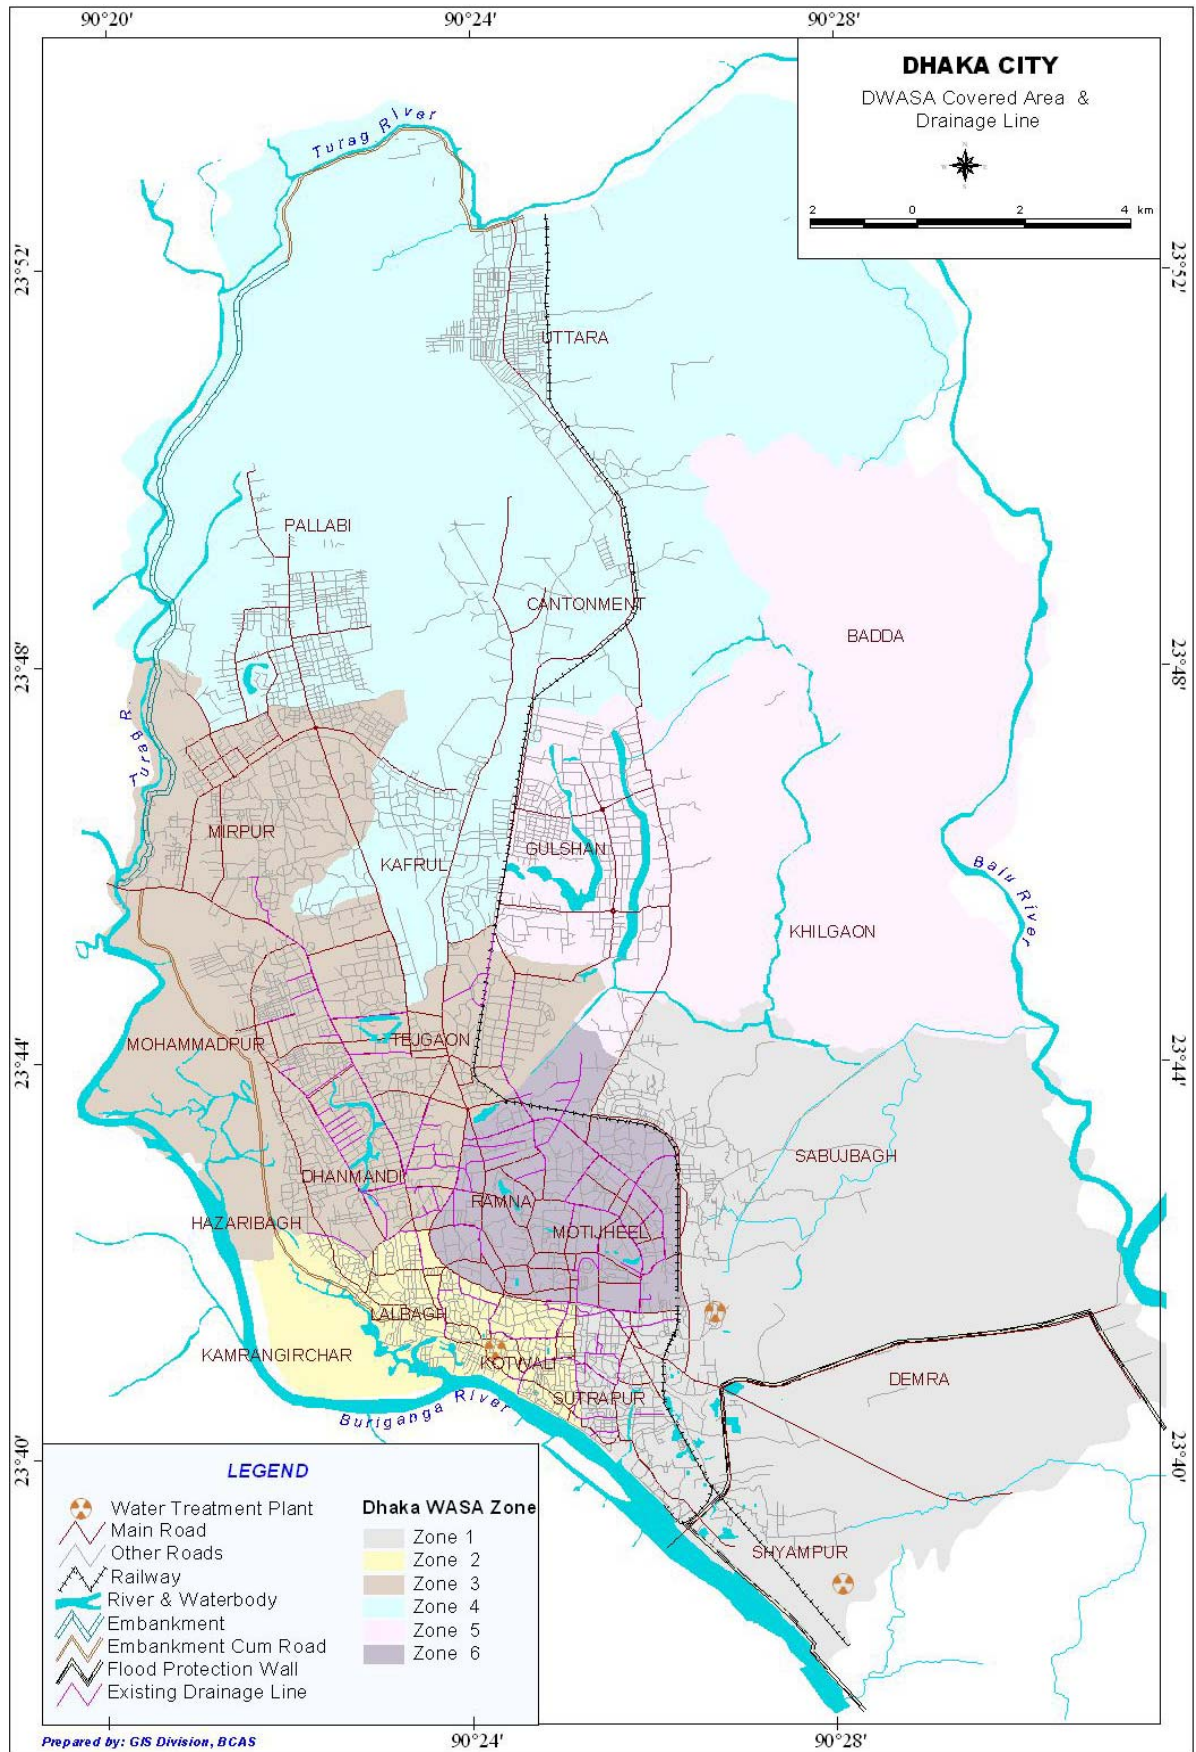 90°20'
90°24'
90°28'
DHAKA CITY
DWASA Covered Area &
Drainage Line
N
W
E
S
2 0 2 4 km
Turag River
23°52'
23°52'
UTTARA
PALLABI
CANTONMENT
BADDA
23°48'
23°48'
Turag R.
MIRPUR
KAFRUL
GULSHAN
Balu River
KHILGAON
MOHAMMADPUR
TEJGAON
23°44'
23°44'
SABUJBAGH
DHANMANDI
RAMNA
HAZARIBAGH
MOTIJHEEL
LALBAGH
KAMRANGIRCHAR
KOTWALI
DEMRA
SUTRAPUR
Buriganga River
23°40'
23°40'
SHYAMPUR
LEGEND
Water Treatment Plant
Main Road
Other Roads
Railway
River & Waterbody
Embankment
Embankment Cum Road
Flood Protection Wall
Existing Drainage Line
Dhaka WASA Zone
Zone 1
Zone 2
Zone 3
Zone 4
Zone 5
Zone 6
Prepared by: GIS Division, BCAS
90°24'
90°28'